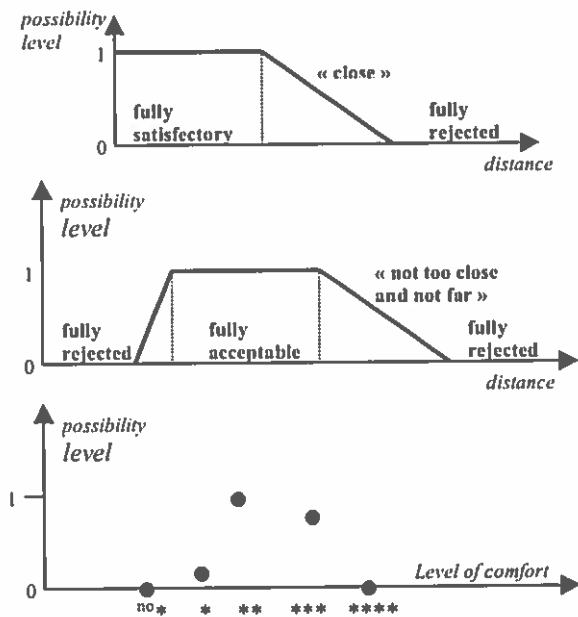 possibility
level
1
« close »
fully
satisfactory
fully
rejected
0
distance
possibility
level
1
« not too close
and not far »
fully
rejected
fully
acceptable
fully
rejected
0
distance
possibility
level
1
0
Level of comfort
no * * ** *** ****